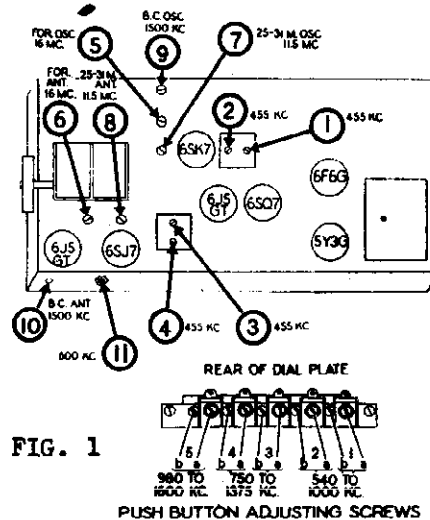 FOR. OSC
16 MC.
5
B.C. OSC
1500 KC
9
7
25-31 M. OSC
11.5 MC
FOR.
ANT.
16 MC.
6
25-31 M.
ANT
11.5 MC.
8
6SK7
2
455 KC
1
455 KC
6F6G
6J5
GT
6SQ7
5Y3G
6J5
GT
6SJ7
10
B.C. ANT
1500 KC
600 KC
11
4
455 KC
3
455 KC
REAR OF DIAL PLATE
5 4 3 2 1
b a b a b a b a b a
980 TO
1600 KC.
750 TO
1375 KC.
540 TO
1000 KC.
FIG. 1
PUSH BUTTON ADJUSTING SCREWS